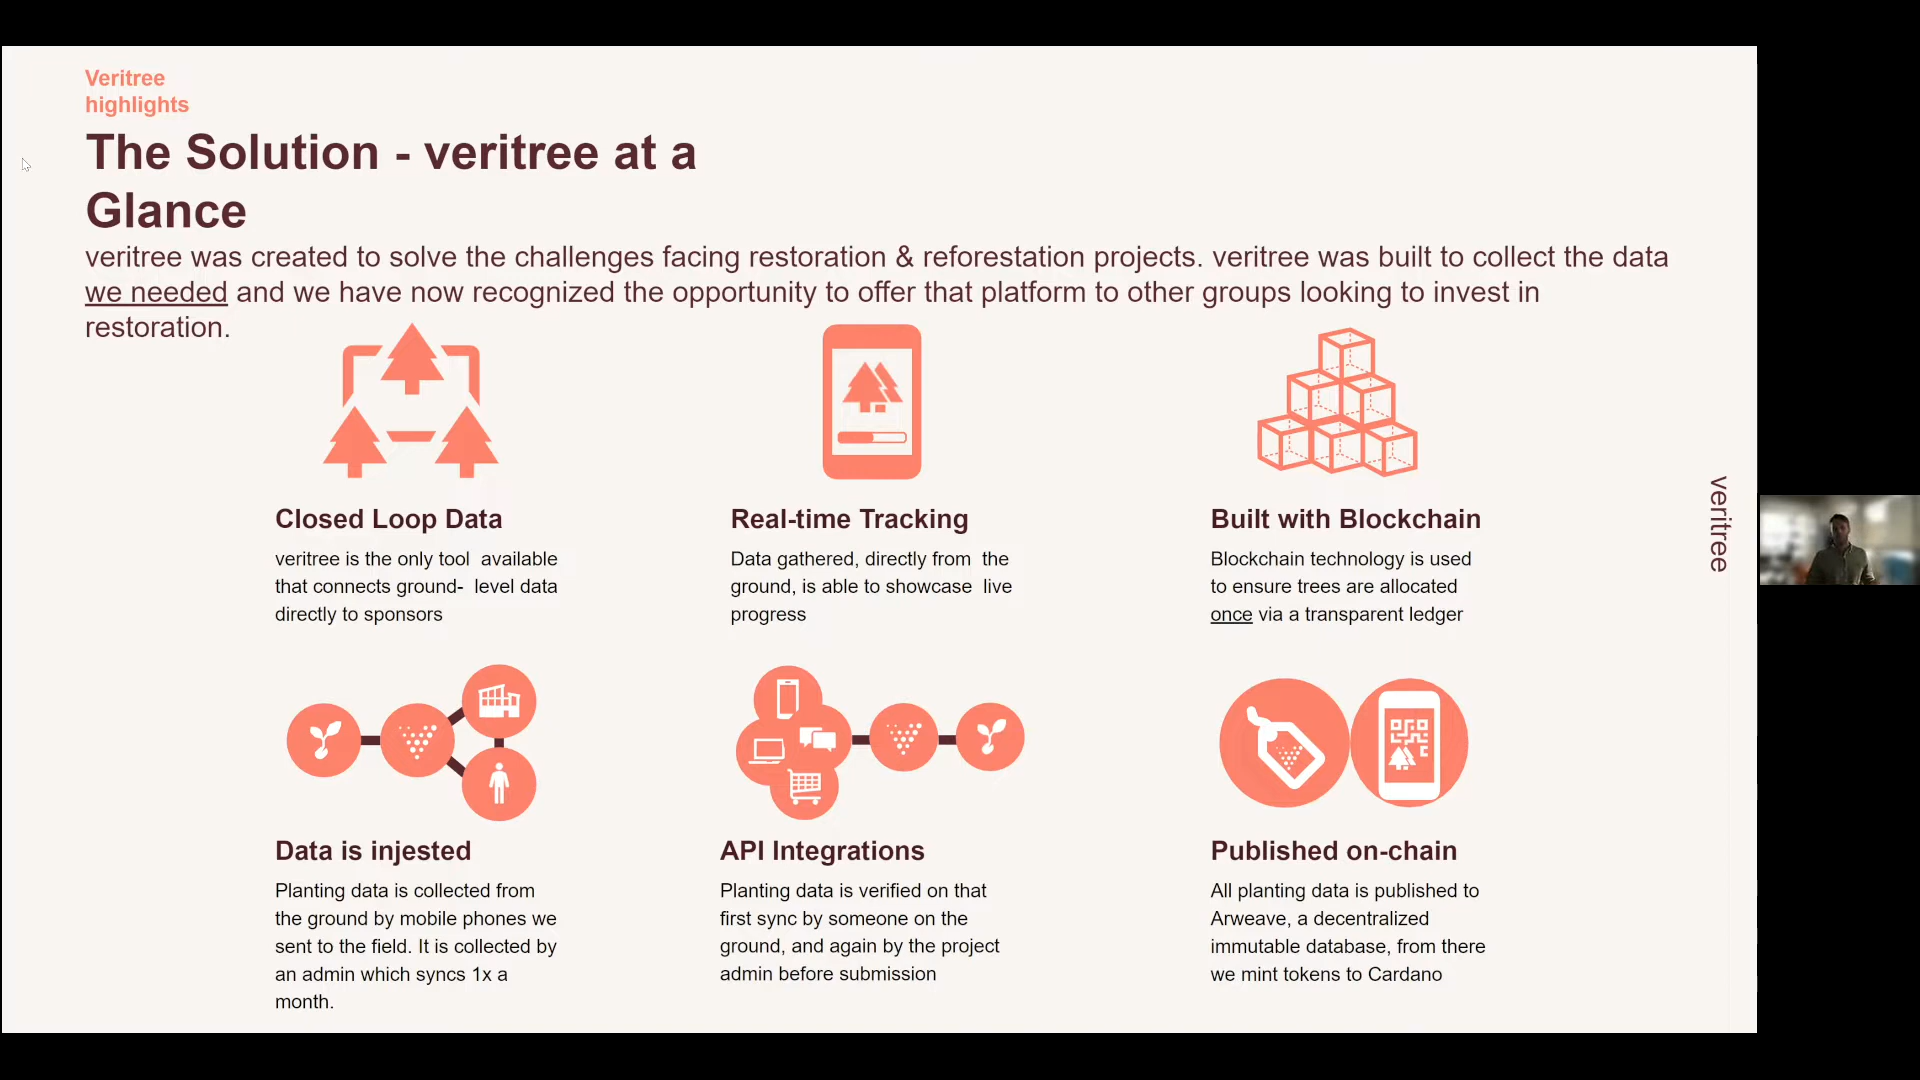 Veritree
highlights
The Solution - veritree at a
Glance
veritree was created to solve the challenges facing restoration & reforestation projects. veritree was built to collect the data
we needed and we have now recognized the opportunity to offer that platform to other groups looking to invest in
restoration.
Closed Loop Data
veritree is the only tool available
that connects ground- level data
directly to sponsors
Real-time Tracking
Data gathered, directly from the
ground, is able to showcase live
progress
Built with Blockchain
Blockchain technology is used
to ensure trees are allocated
once via a transparent ledger
veritree
Data is injested
Planting data is collected from
the ground by mobile phones we
sent to the field. It is collected by
an admin which syncs 1x a
month.
API Integrations
Planting data is verified on that
first sync by someone on the
ground, and again by the project
admin before submission
Published on-chain
All planting data is published to
Arweave, a decentralized
immutable database, from there
we mint tokens to Cardano